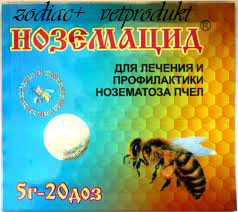 zodiac+ vetprodukt
НОЗЕМАЦИД®
ДЛЯ ЛЕЧЕНИЯ И
ПРОФИЛАКТИКИ
НОЗЕМАТОЗА ПЧЕЛ
5г-20доз